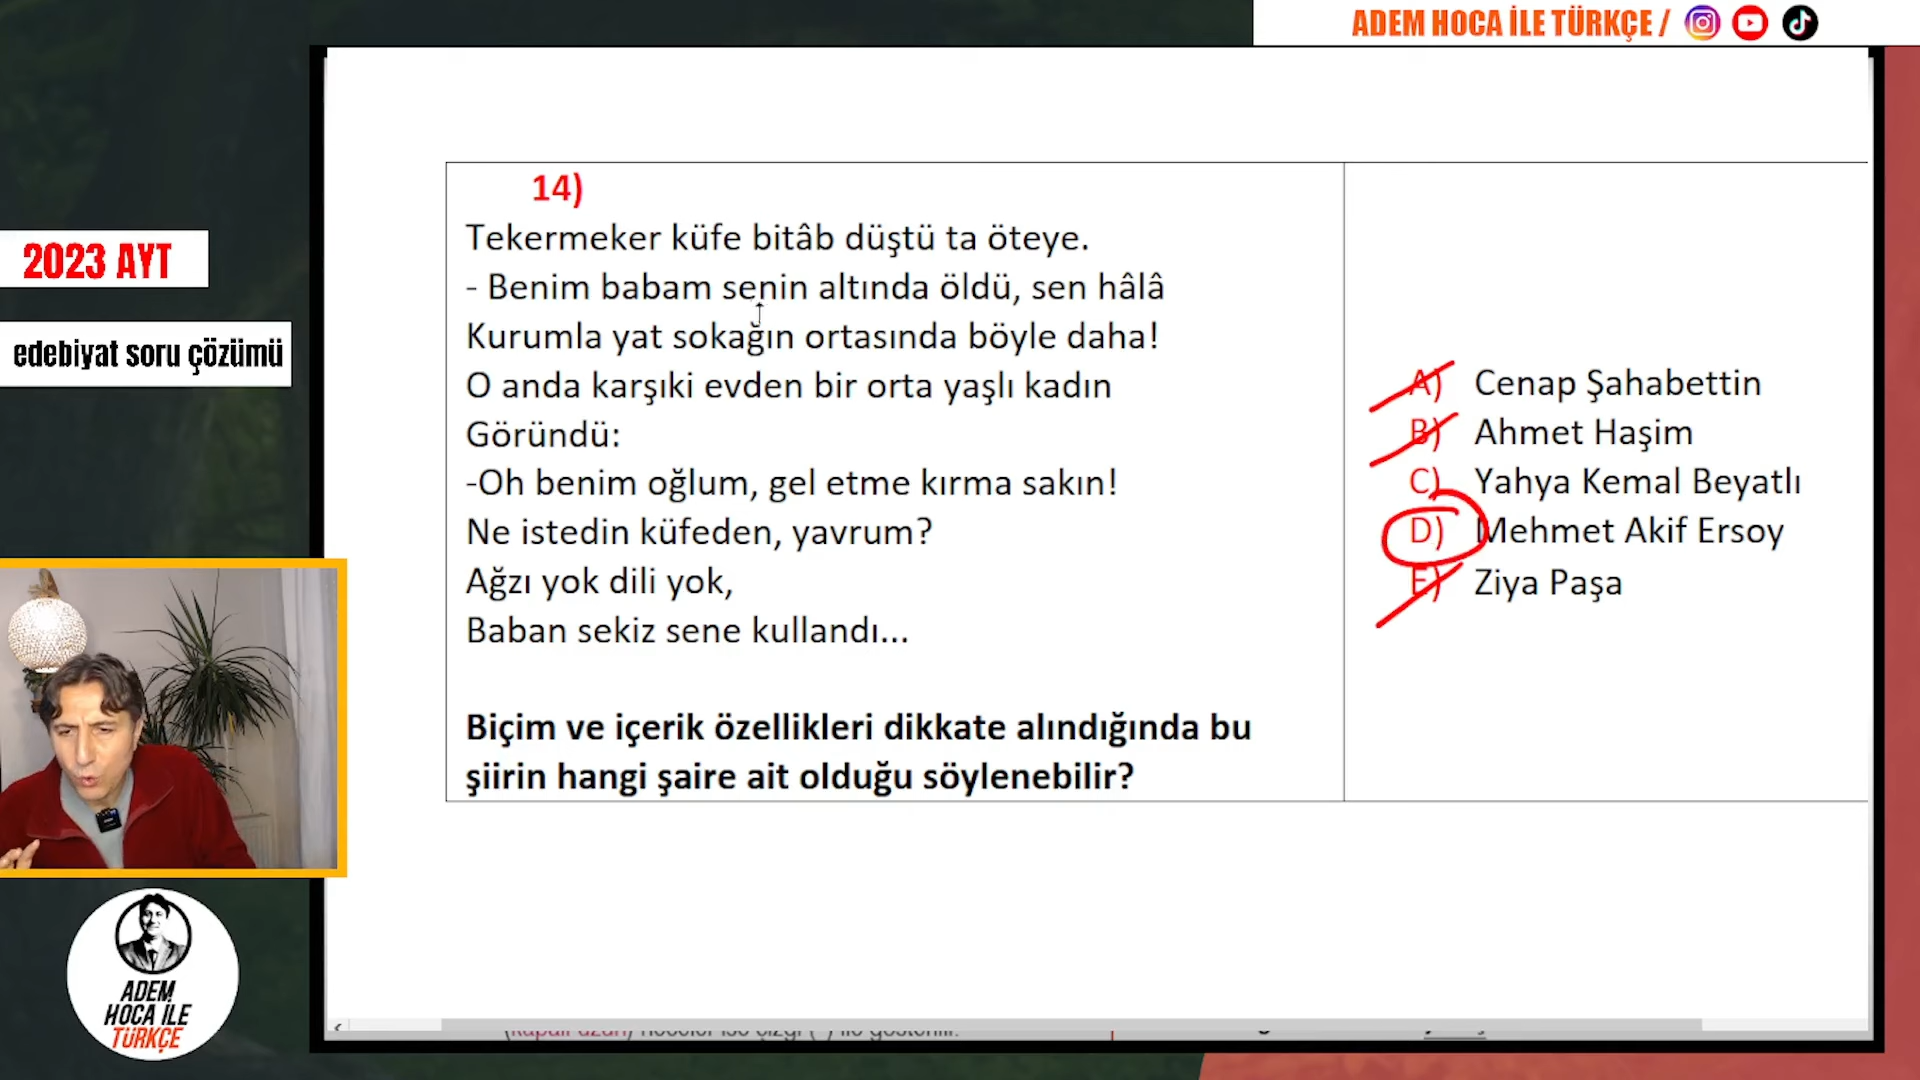 ADEM HOCA İLE TÜRKÇE /
2023 AYT
edebiyat soru çözümü
14)
Tekermeker küfe bitâb düştü ta öteye.
- Benim babam senin altında öldü, sen hâlâ
Kurumla yat sokağın ortasında böyle daha!
O anda karşıki evden bir orta yaşlı kadın
Göründü:
-Oh benim oğlum, gel etme kırma sakın!
Ne istedin küfeden, yavrum?
Ağzı yok dili yok,
Baban sekiz sene kullandı...
Biçim ve içerik özellikleri dikkate alındığında bu
şiirin hangi şaire ait olduğu söylenebilir?
A) Cenap Şahabettin
B) Ahmet Haşim
C) Yahya Kemal Beyatlı
D) Mehmet Akif Ersoy
E) Ziya Paşa
ADEM
HOCA İLE
TÜRKÇE